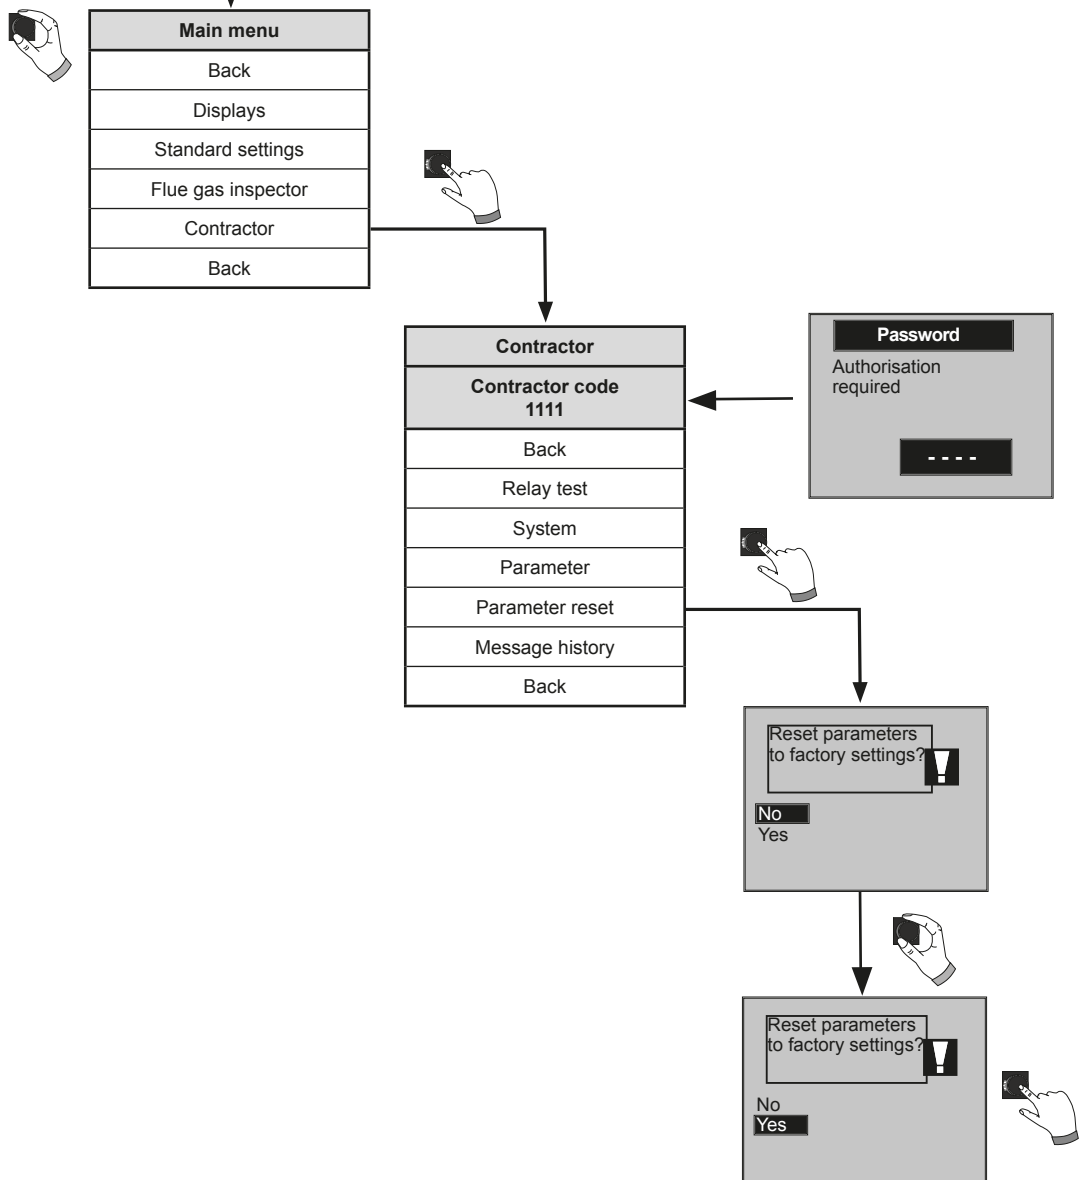 Main menu
Back
Displays
Standard settings
Flue gas inspector
Contractor
Back
Contractor
Contractor code
1111
Back
Relay test
System
Parameter
Parameter reset
Message history
Back
Password
Authorisation
required
- - - -
Reset parameters
to factory settings?
!
No
Yes
Reset parameters
to factory settings?
!
No
Yes